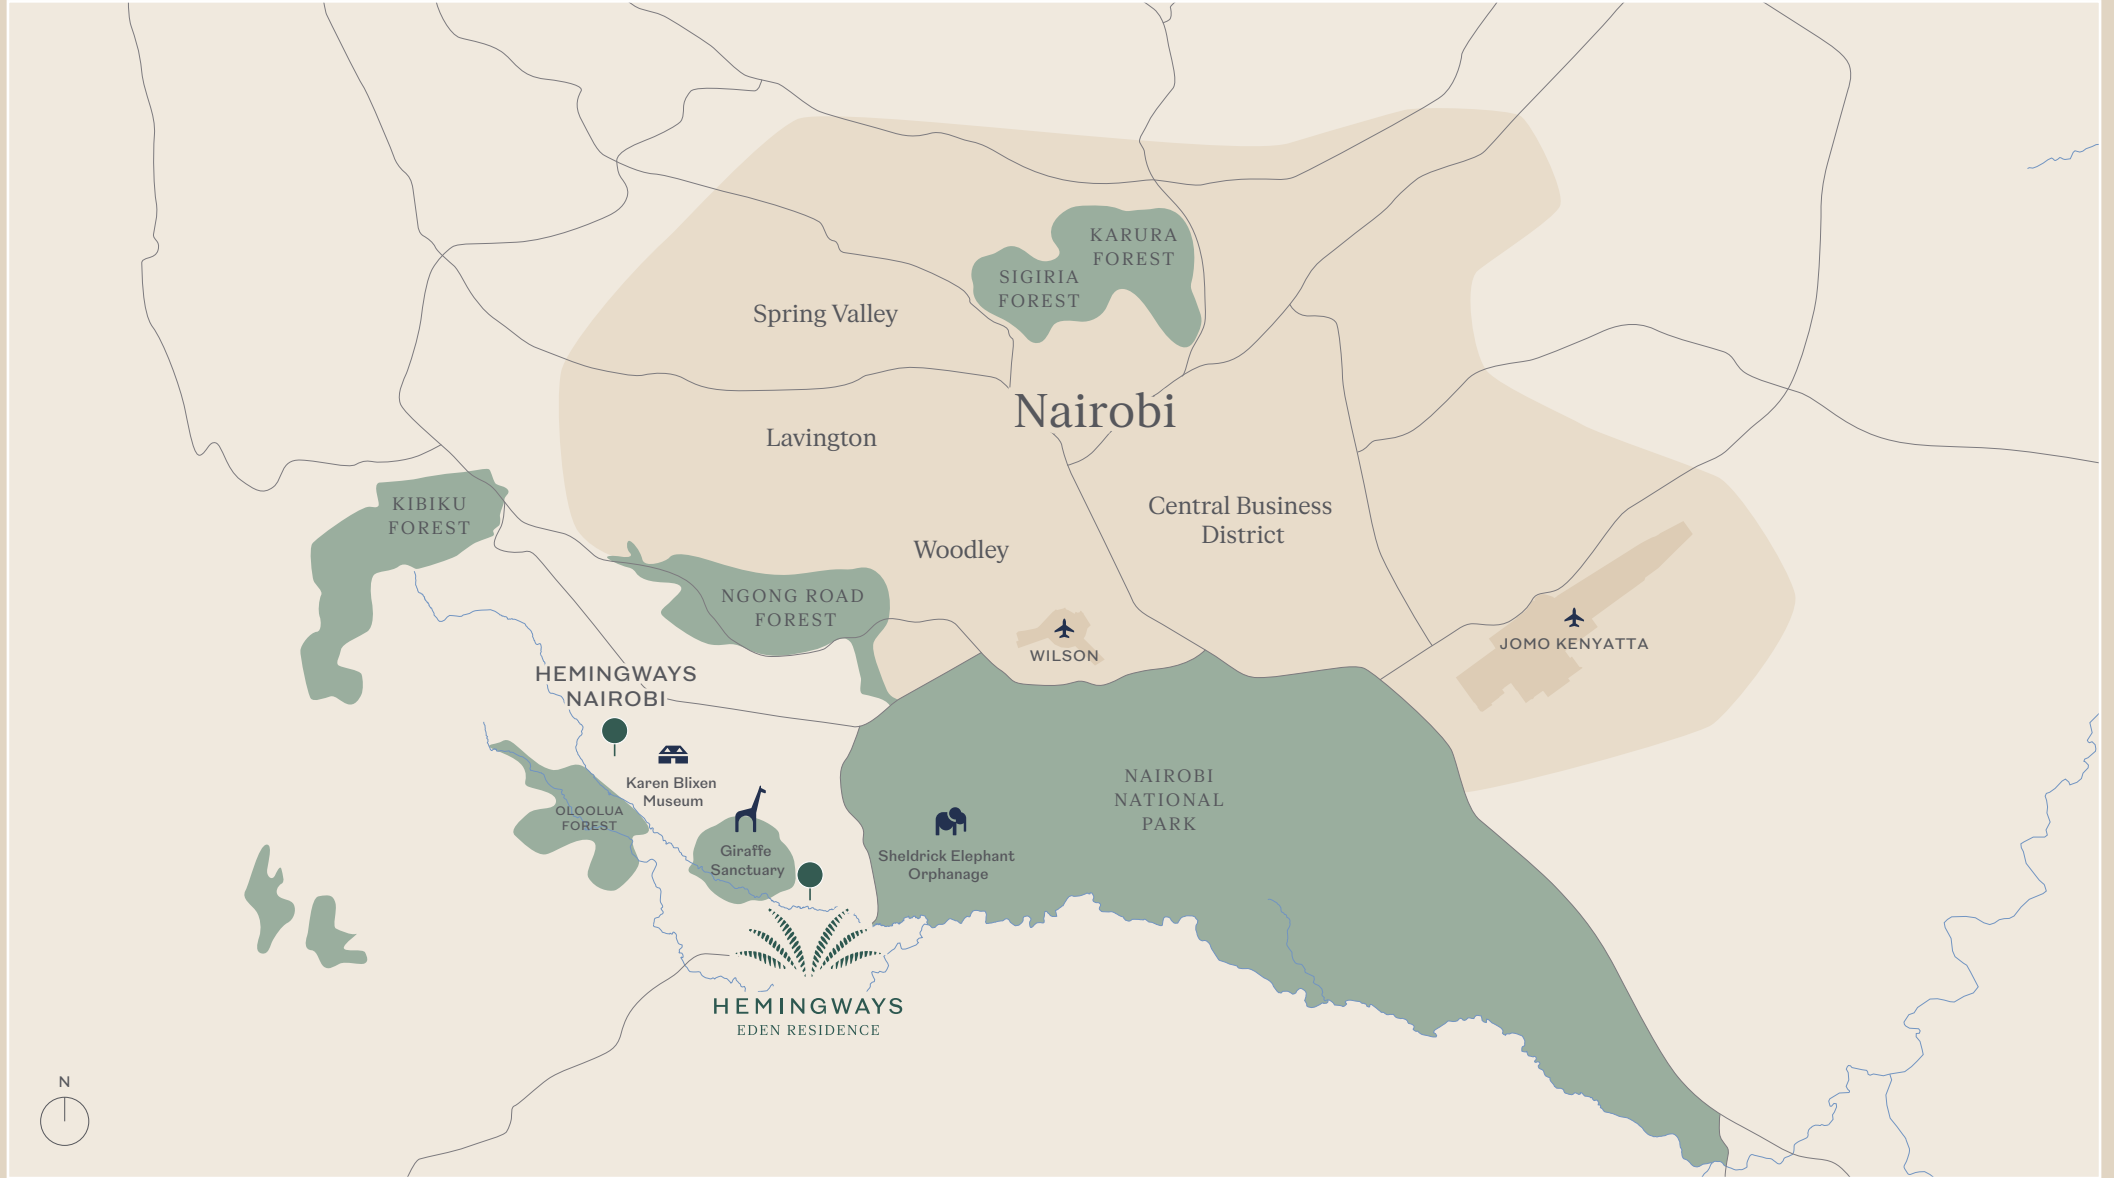 KARURA
FOREST
SIGIRIA
FOREST
Spring Valley
Nairobi
Lavington
Central Business
District
KIBIKU
FOREST
Woodley
NGONG ROAD
FOREST
WILSON
JOMO KENYATTA
HEMINGWAYS
NAIROBI
Karen Blixen
Museum
OLOOLUA
FOREST
NAIROBI
NATIONAL
PARK
Giraffe
Sanctuary
Sheldrick Elephant
Orphanage
HEMINGWAYS
EDEN RESIDENCE
N